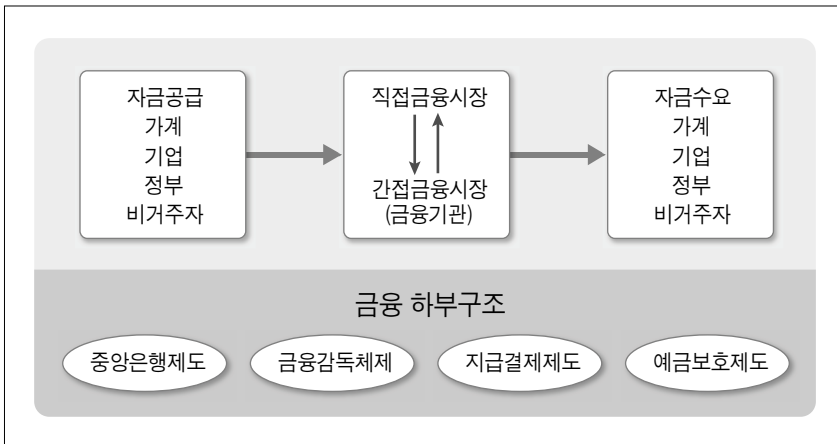 자금공급
가계
기업
정부
비거주자
직접금융시장
간접금융시장
(금융기관)
자금수요
가계
기업
정부
비거주자
금융 하부구조
중앙은행제도
금융감독체제
지급결제제도
예금보호제도